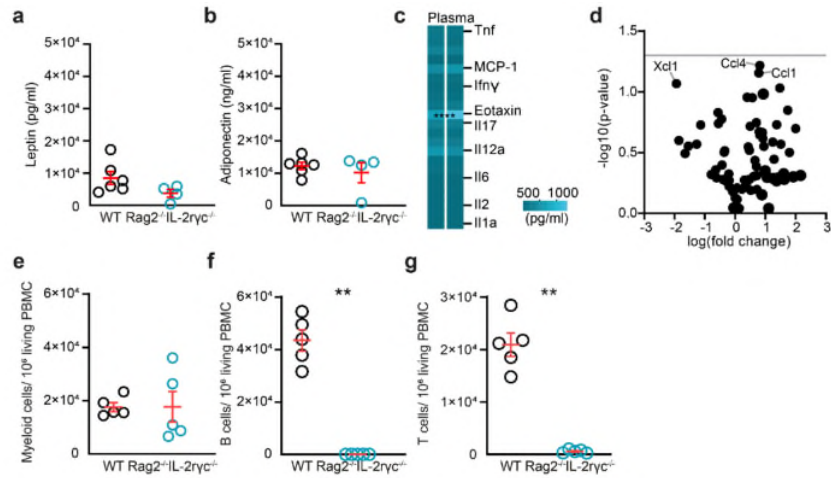 a
Leptin (pg/ml)
5×10⁴
4×10⁴
3×10⁴
2×10⁴
1×10⁴
0
WT Rag2⁻/⁻IL-2rγc⁻/⁻
b
Adiponectin (ng/ml)
5×10⁴
4×10⁴
3×10⁴
2×10⁴
1×10⁴
0
WT Rag2⁻/⁻IL-2rγc⁻/⁻
c
Plasma
Tnf
MCP-1
Ifnγ
Eotaxin
****
Il17
Il12a
Il6
Il2
Il1a
500 1000
(pg/ml)
d
-log10(p-value)
1.5
1.0
0.5
0.0
Xcl1
Ccl4
Ccl1
-3 -2 -1 0 1 2 3
log(fold change)
e
Myeloid cells/ 10⁶ living PBMC
6×10⁴
4×10⁴
2×10⁴
0
WT Rag2⁻/⁻IL-2rγc⁻/⁻
f
B cells/ 10⁶ living PBMC
6×10⁴
4×10⁴
2×10⁴
0
**
WT Rag2⁻/⁻IL-2rγc⁻/⁻
g
T cells/ 10⁶ living PBMC
3×10⁴
2×10⁴
1×10⁴
0
**
WT Rag2⁻/⁻IL-2rγc⁻/⁻